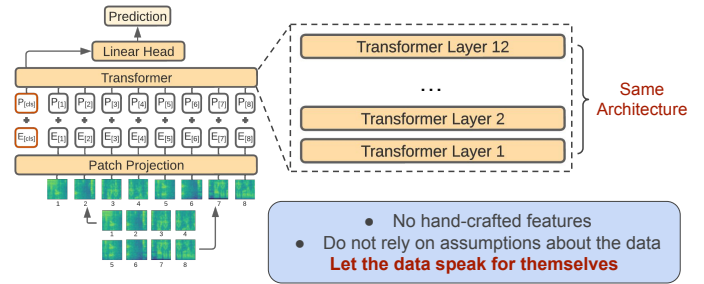 Prediction
Linear Head
Transformer
P[cls] P[1] P[2] P[3] P[4] P[5] P[6] P[7] P[8]
+ + + + + + + + +
E[cls] E[1] E[2] E[3] E[4] E[5] E[6] E[7] E[8]
Patch Projection
1 2 3 4 5 6 7 8
1 2 3 4
5 6 7 8
Transformer Layer 12
...
Transformer Layer 2
Transformer Layer 1
Same
Architecture
● No hand-crafted features
● Do not rely on assumptions about the data
Let the data speak for themselves